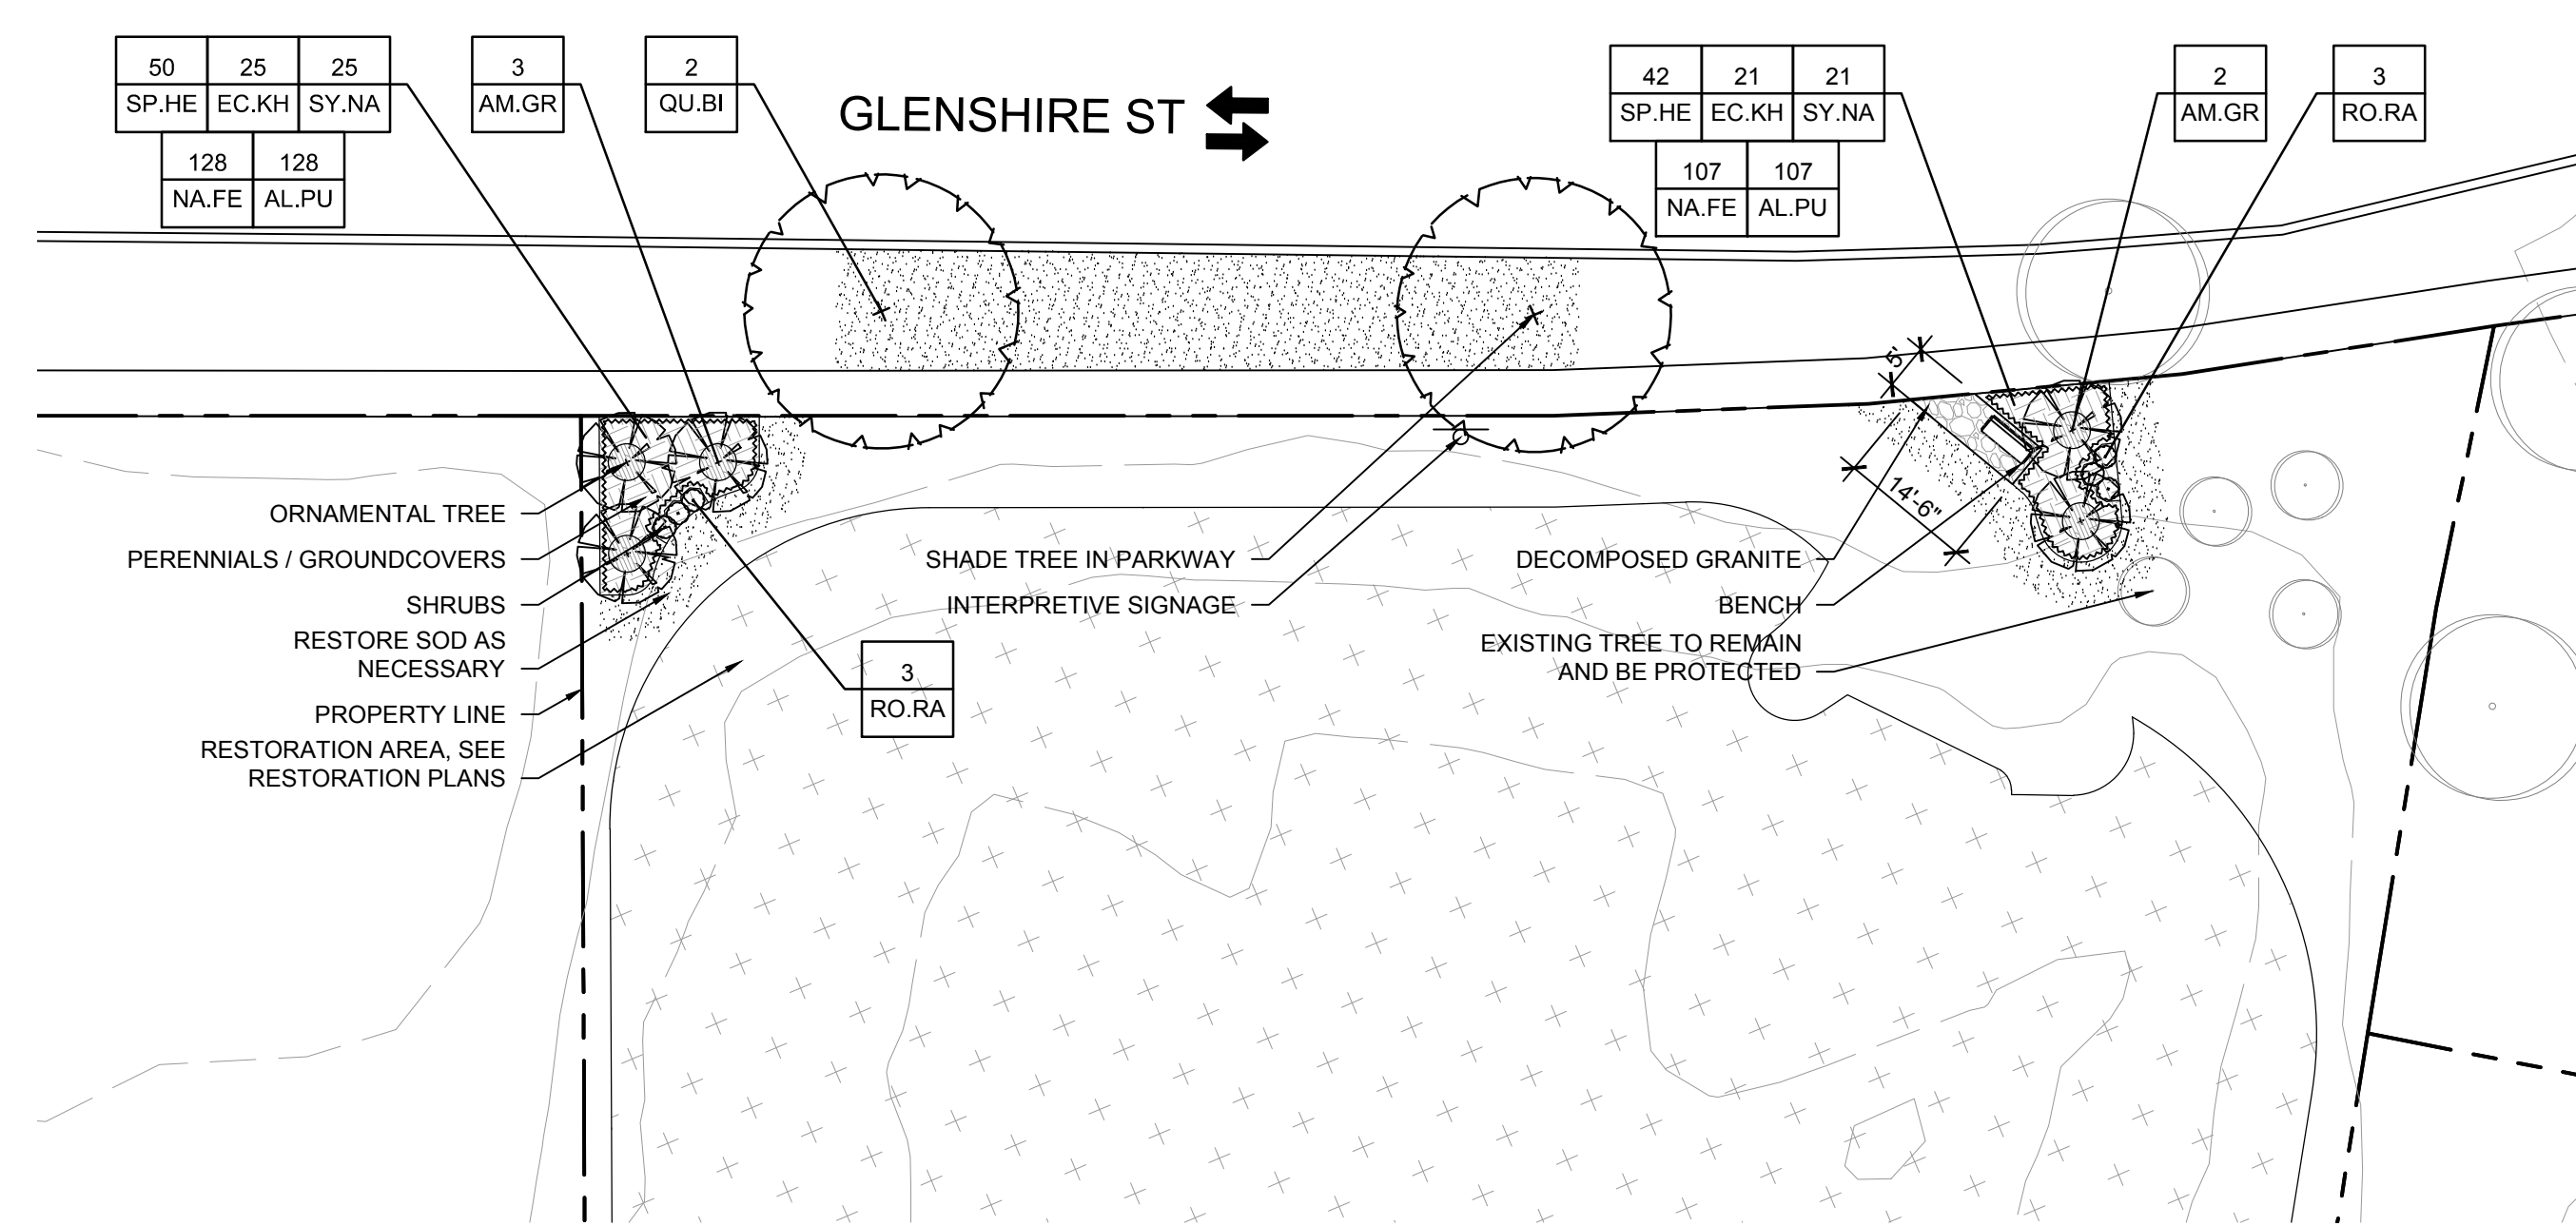 50 25 25
SP.HE EC.KH SY.NA
128 128
NA.FE AL.PU
3
AM.GR
2
QU.BI
GLENSHIRE ST
42 21 21
SP.HE EC.KH SY.NA
107 107
NA.FE AL.PU
2
AM.GR
3
RO.RA
5'
14'-6"
ORNAMENTAL TREE
PERENNIALS / GROUNDCOVERS
SHRUBS
RESTORE SOD AS
NECESSARY
PROPERTY LINE
RESTORATION AREA, SEE
RESTORATION PLANS
3
RO.RA
SHADE TREE IN PARKWAY
INTERPRETIVE SIGNAGE
DECOMPOSED GRANITE
BENCH
EXISTING TREE TO REMAIN
AND BE PROTECTED